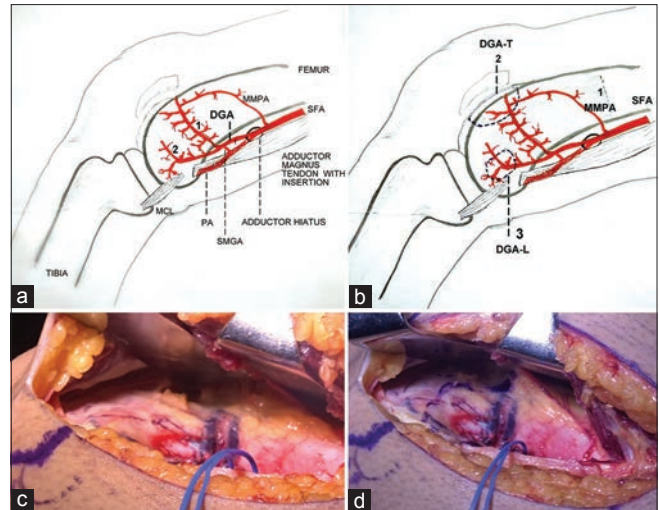 FEMUR
MMPA
SFA
DGA
1
2
ADDUCTOR
MAGNUS
TENDON WITH
INSERTION
MCL
PA
ADDUCTOR HIATUS
SMGA
TIBIA
a
DGA-T
2
1
MMPA
SFA
3
DGA-L
b
c
d